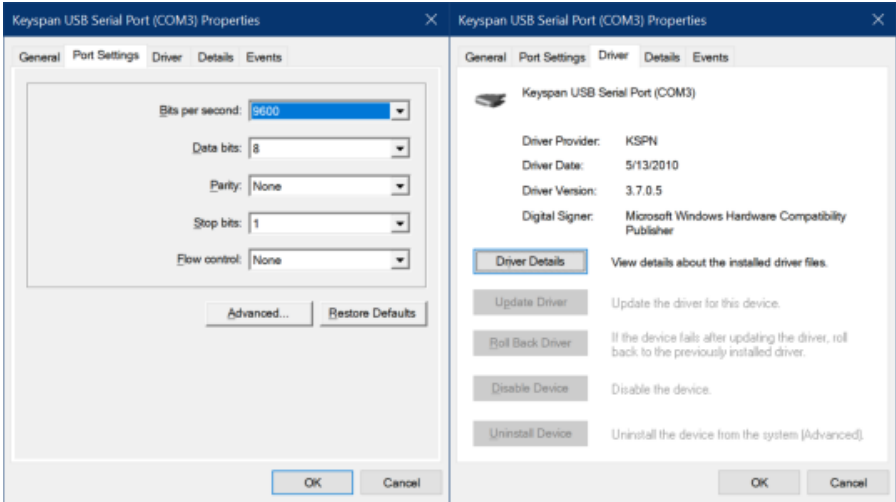 Keyspan USB Serial Port (COM3) Properties
General Port Settings Driver Details Events
Bits per second: 9600
Data bits: 8
Parity: None
Stop bits: 1
Flow control: None
Advanced... Restore Defaults
OK Cancel
Keyspan USB Serial Port (COM3) Properties
General Port Settings Driver Details Events
Keyspan USB Serial Port (COM3)
Driver Provider: KSPN
Driver Date: 5/13/2010
Driver Version: 3.7.0.5
Digital Signer: Microsoft Windows Hardware Compatibility
Publisher
Driver Details View details about the installed driver files.
Update Driver Update the driver for this device.
Roll Back Driver If the device fails after updating the driver, roll
back to the previously installed driver.
Disable Device Disable the device.
Uninstall Device Uninstall the device from the system (Advanced).
OK Cancel